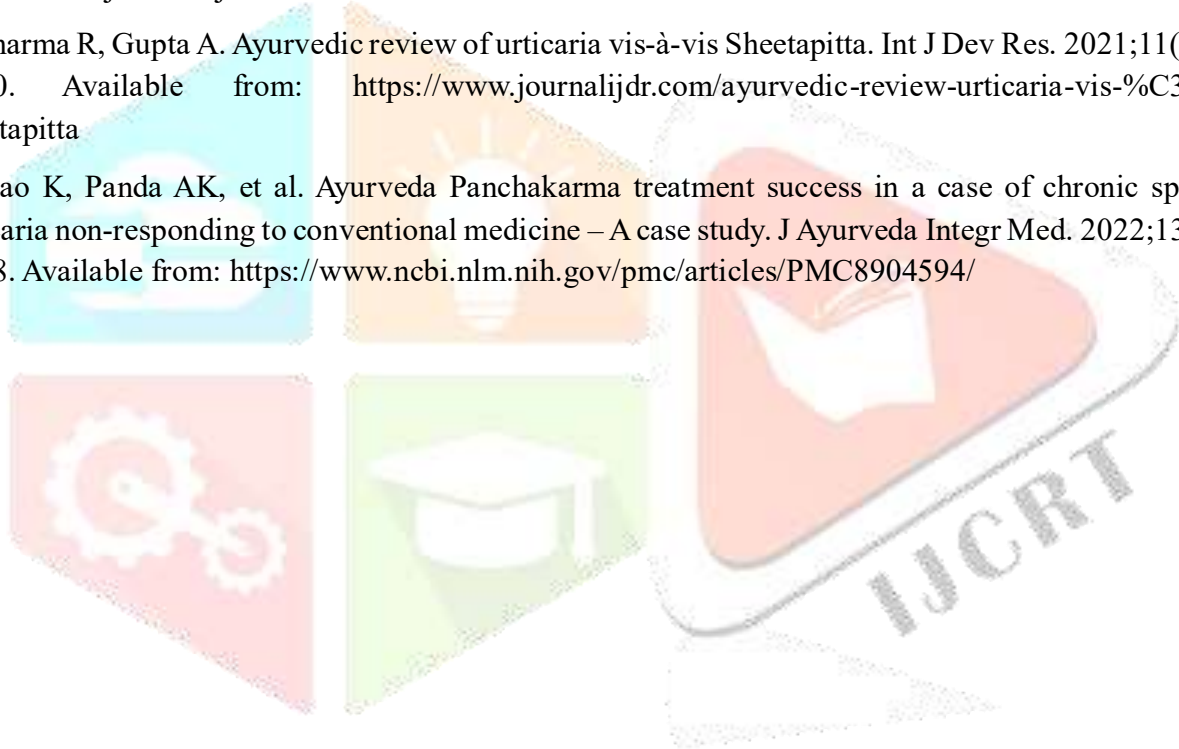 harma R, Gupta A. Ayurvedic review of urticaria vis-à-vis Sheetapitta. Int J Dev Res. 2021;11(
0. Available from: https://www.journalijdr.com/ayurvedic-review-urticaria-vis-%C3
tapitta
ao K, Panda AK, et al. Ayurveda Panchakarma treatment success in a case of chronic sp
aria non-responding to conventional medicine – A case study. J Ayurveda Integr Med. 2022;13
8. Available from: https://www.ncbi.nlm.nih.gov/pmc/articles/PMC8904594/
IJCRT